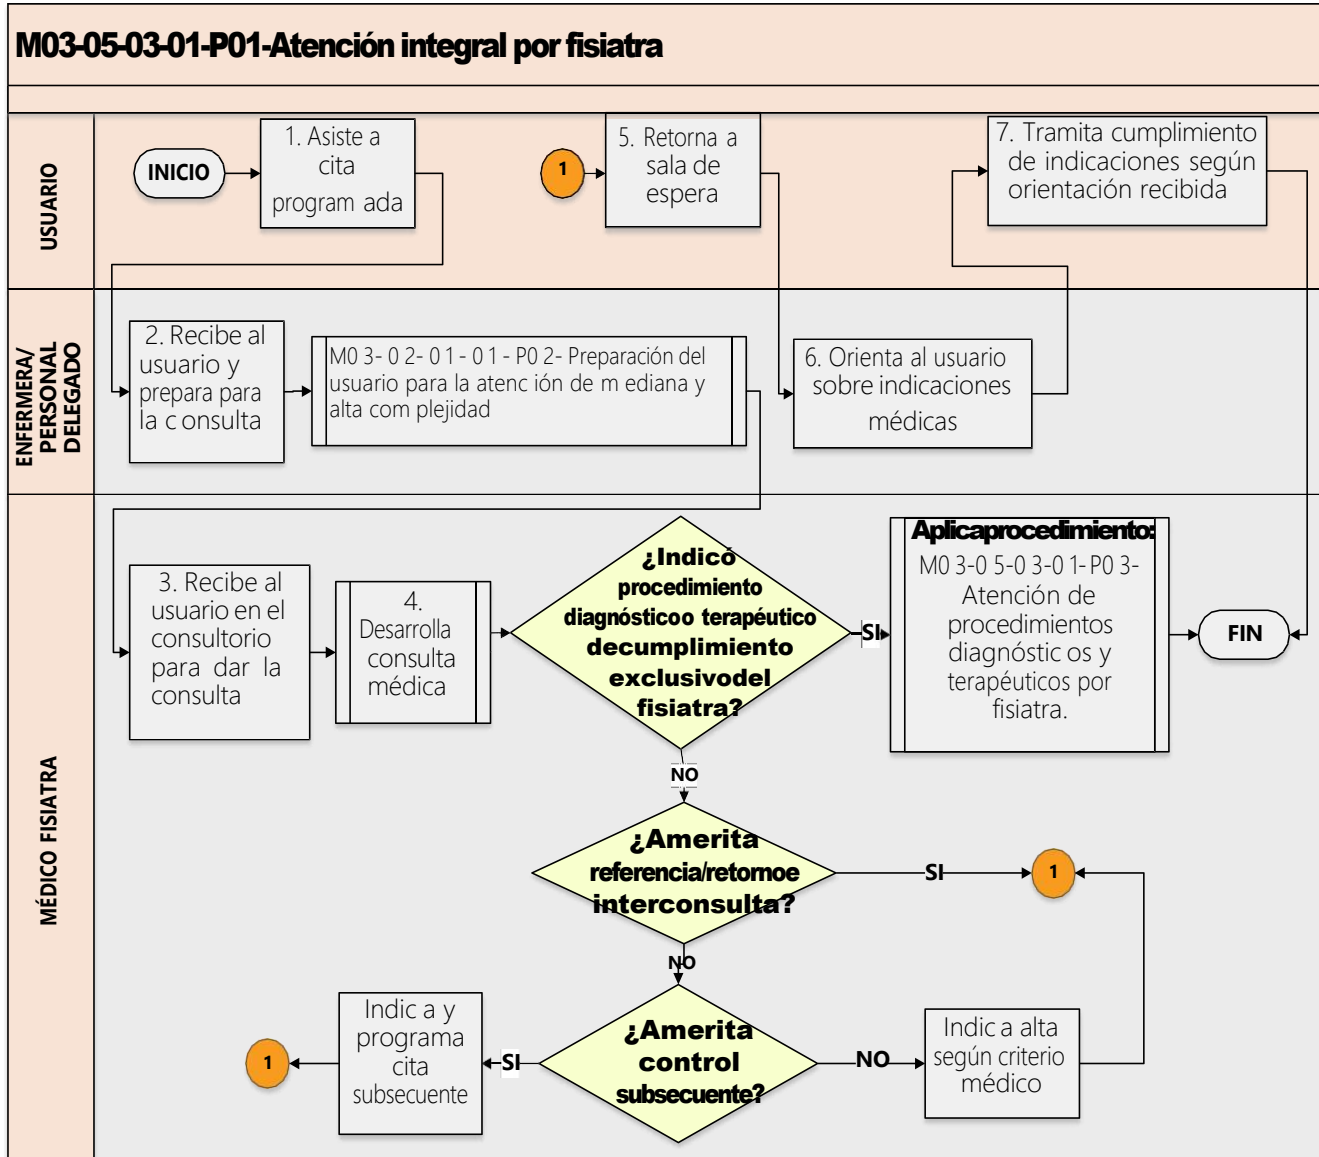 M03-05-03-01-P01-Atención integral por fisiatra
USUARIO
INICIO
1. Asiste a
cita
program ada
1
5. Retorna a
sala de
espera
7. Tramita cumplimiento
de indicaciones según
orientación recibida
ENFERMERA/
PERSONAL
DELEGADO
2. Recibe al
usuario y
prepara para
la c onsulta
M0 3- 0 2- 0 1 - 0 1 - P0 2- Preparación del
usuario para la atenc ión de m ediana y
alta com plejidad
6. Orienta al usuario
sobre indicaciones
médicas
MÉDICO FISIATRA
3. Recibe al
usuario en el
consultorio
para dar la
consulta
4.
Desarrolla
consulta
médica
¿Indicó
procedimiento
diagnósticoo terapéutico
decumplimiento
exclusivodel
fisiatra?
SI
Aplicaprocedimiento:
M0 3-0 5-0 3-0 1- P0 3-
Atención de
procedimientos
diagnóstic os y
terapéuticos por
fisiatra.
FIN
NO
¿Amerita
referencia/retornoe
interconsulta?
SI
1
NO
¿Amerita
control
subsecuente?
SI
Indic a y
programa
cita
subsecuente
1
NO
Indic a alta
según criterio
médico